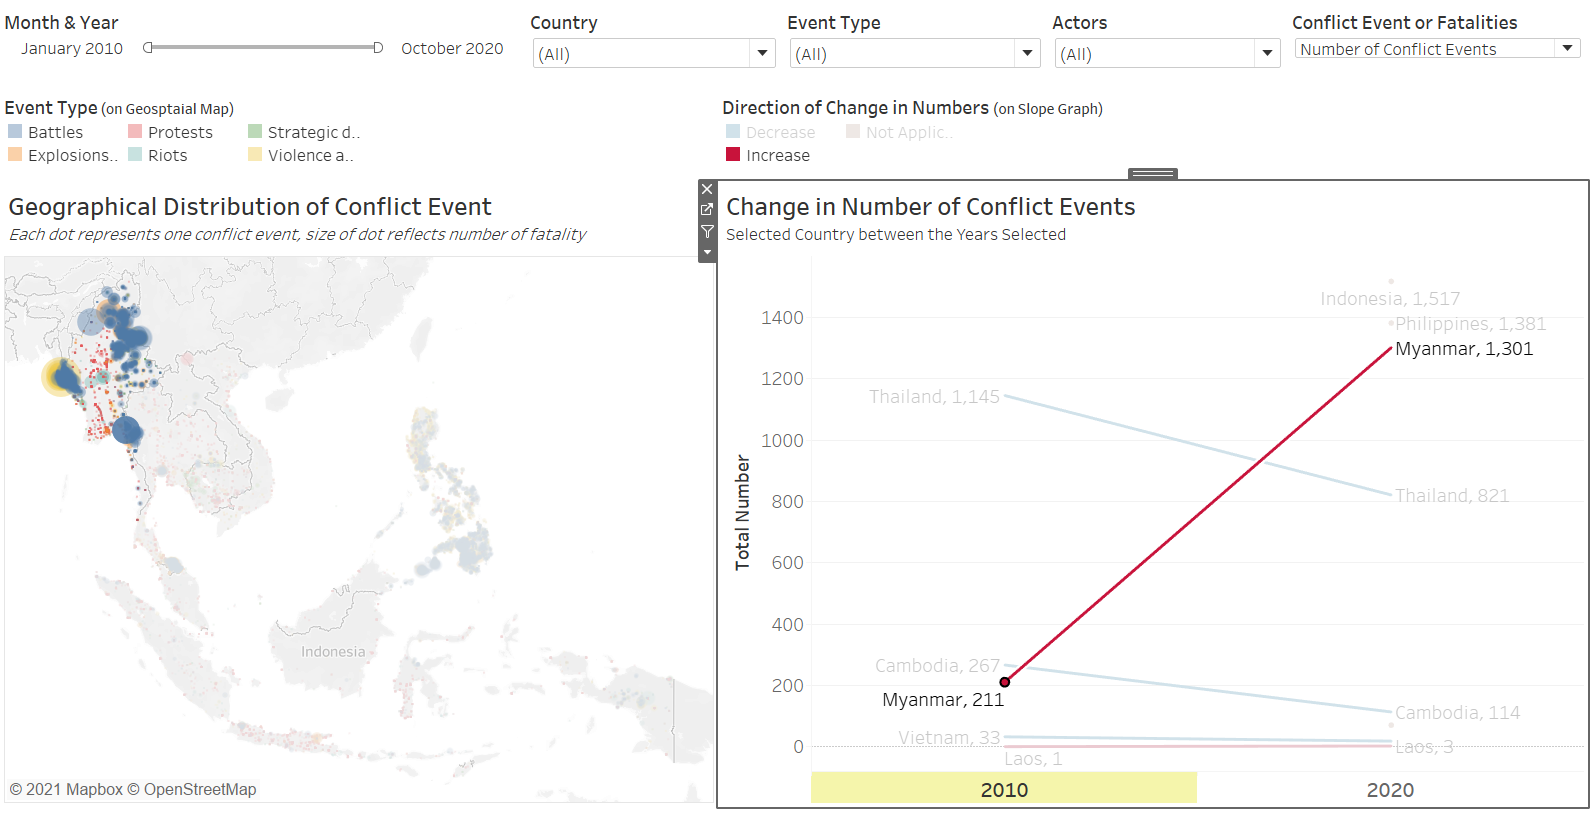 Month & Year
January 2010
October 2020
Country
(All)
Event Type
(All)
Actors
(All)
Conflict Event or Fatalities
Number of Conflict Events
Event Type (on Geosptaial Map)
Battles
Protests
Strategic d..
Explosions..
Riots
Violence a..
Direction of Change in Numbers (on Slope Graph)
Decrease
Not Applic..
Increase
Geographical Distribution of Conflict Event
Each dot represents one conflict event, size of dot reflects number of fatality
Indonesia
© 2021 Mapbox © OpenStreetMap
Change in Number of Conflict Events
Selected Country between the Years Selected
Total Number
1400
1200
1000
800
600
400
200
0
Indonesia, 1,517
Philippines, 1,381
Myanmar, 1,301
Thailand, 1,145
Thailand, 821
Cambodia, 267
Myanmar, 211
Cambodia, 114
Vietnam, 33
Laos, 3
Laos, 1
2010
2020